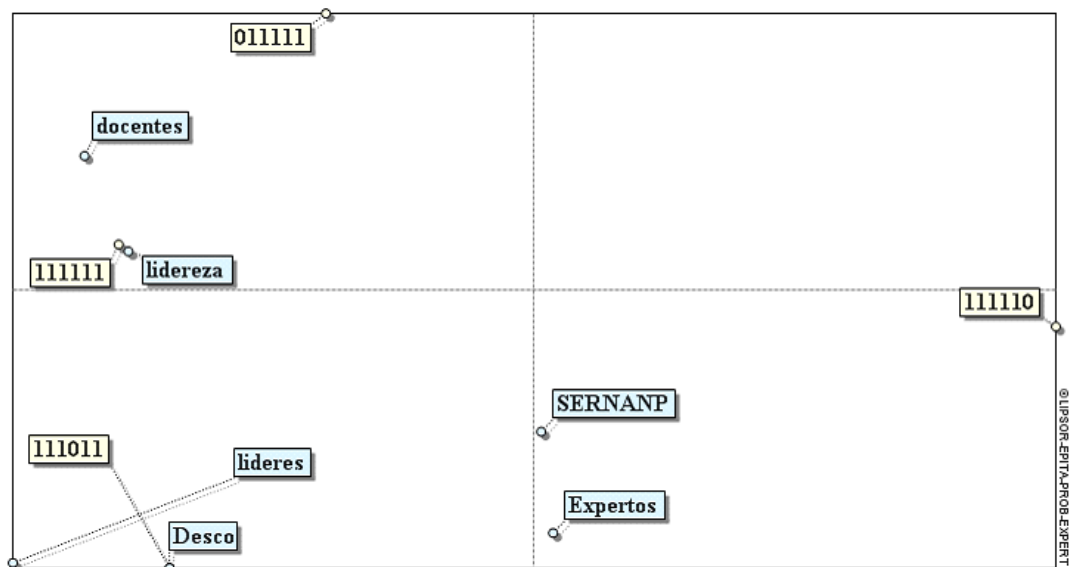 011111
docentes
111111
lidereza
111110
SERNANP
111011
lideres
Expertos
Desco
©LIPSOR-EPITA-PROB-EXPERT